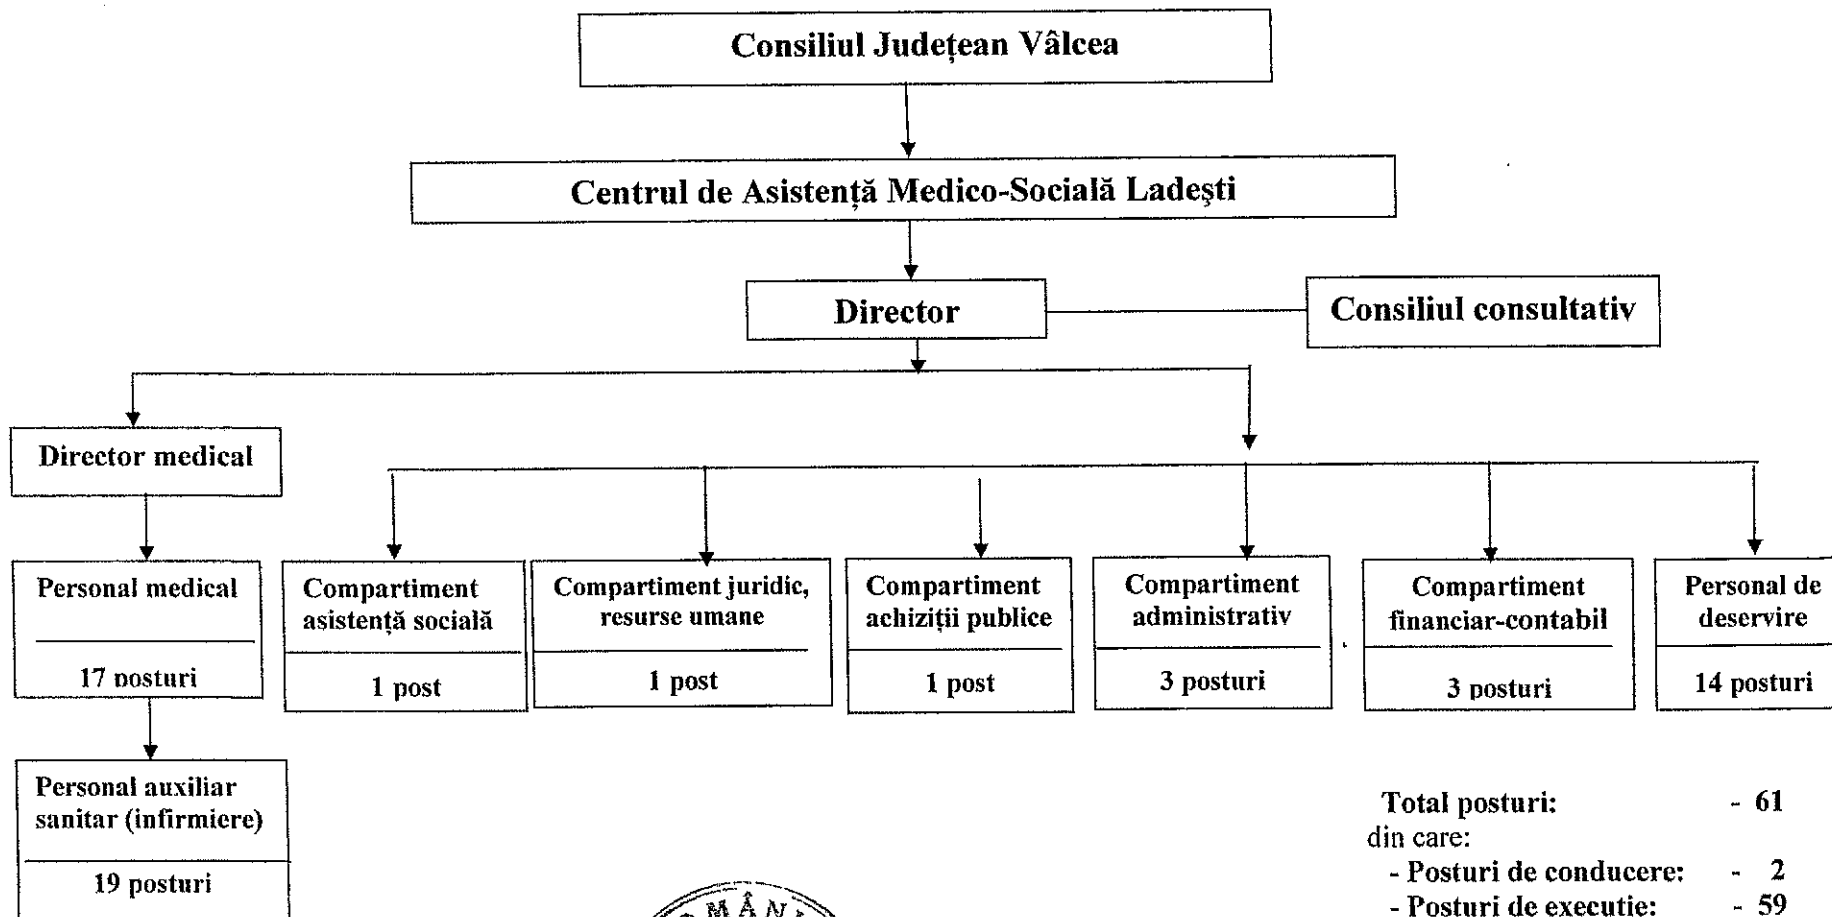 Consiliul Județean Vâlcea
Centrul de Asistență Medico-Socială Ladești
Director
Consiliul consultativ
Director medical
Personal medical
17 posturi
Compartiment
asistență socială
1 post
Compartiment juridic,
resurse umane
1 post
Compartiment
achiziții publice
1 post
Compartiment
administrativ
3 posturi
Compartiment
financiar-contabil
3 posturi
Personal de
deservire
14 posturi
Personal auxiliar
sanitar (infirmiere)
19 posturi
Total posturi: - 61
din care:
- Posturi de conducere: - 2
- Posturi de executie: - 59